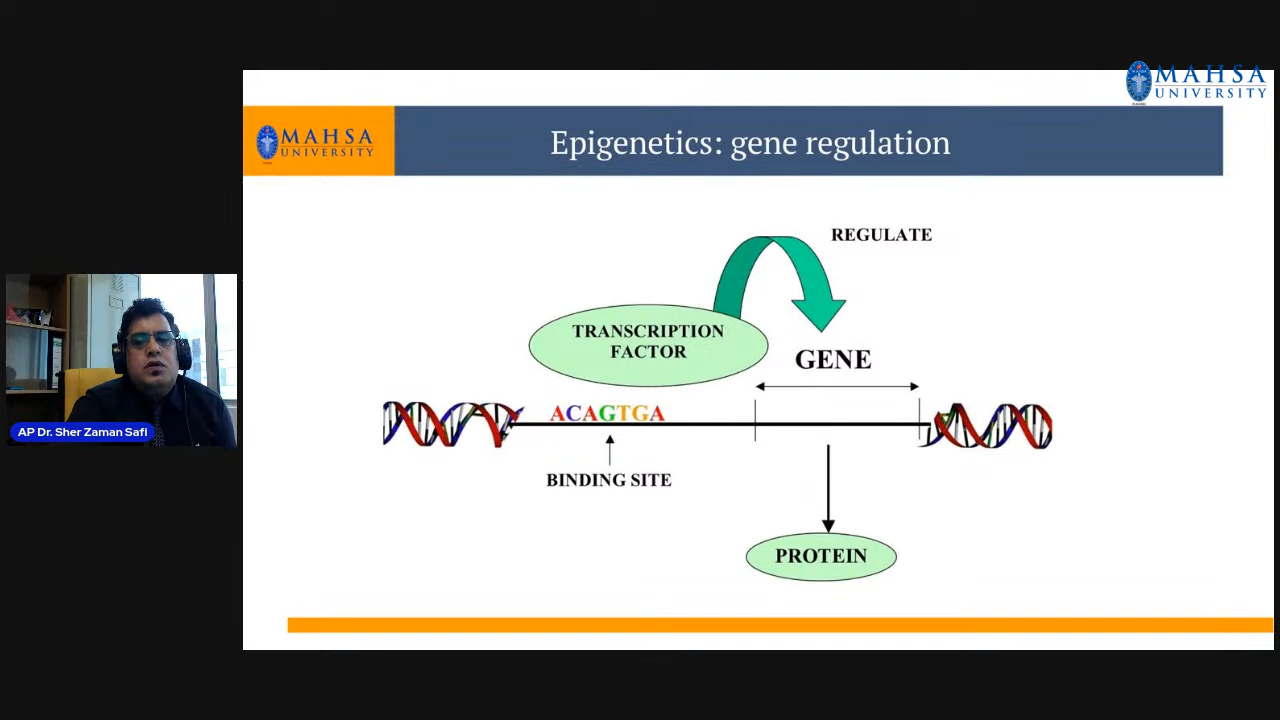 MAHSA
UNIVERSITY
MAHSA
UNIVERSITY
Epigenetics: gene regulation
REGULATE
TRANSCRIPTION
FACTOR
GENE
ACAGTGA
BINDING SITE
PROTEIN
AP Dr. Sher Zaman Safi